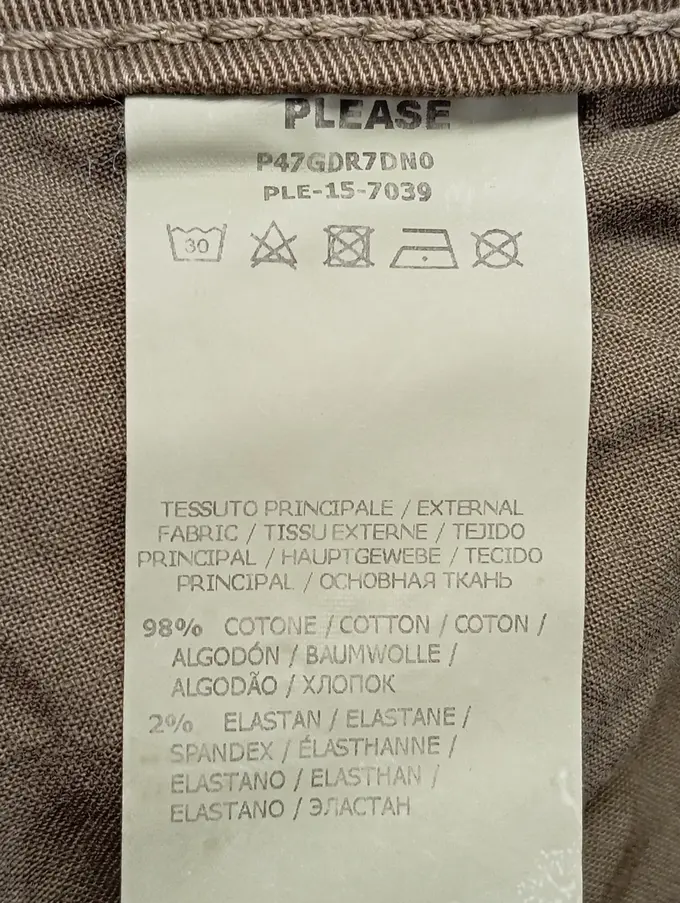 PLEASE
P47GDR7DN0
PLE-15-7039
30
TESSUTO PRINCIPALE / EXTERNAL
FABRIC / TISSU EXTERNE / TEJIDO
PRINCIPAL / HAUPTGEWEBE / TECIDO
PRINCIPAL / ОСНОВНАЯ ТКАНЬ
98% COTONE / COTTON / COTON /
ALGODÓN / BAUMWOLLE /
ALGODÃO / ХЛОПОК
2% ELASTAN / ELASTANE /
SPANDEX / ÉLASTHANNE /
ELASTANO / ELASTHAN /
ELASTANO / ЭЛАСТАН